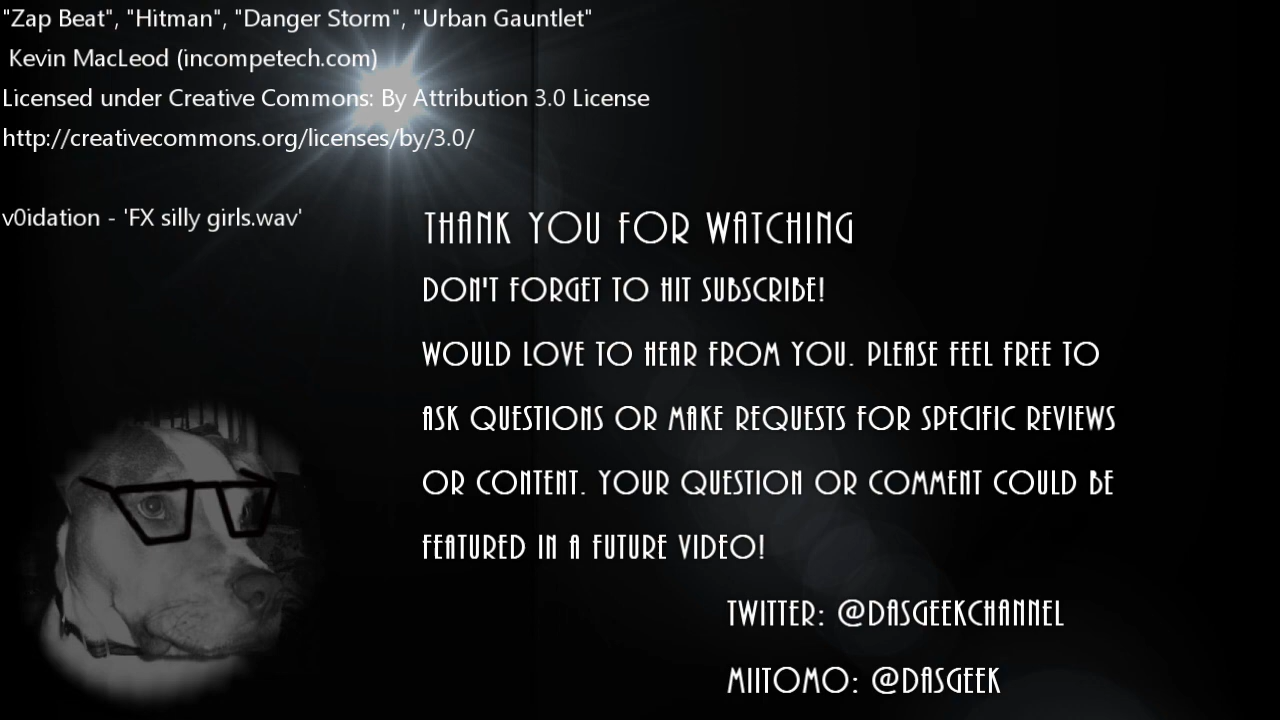 "Zap Beat", "Hitman", "Danger Storm", "Urban Gauntlet"
Kevin MacLeod (incompetech.com)
Licensed under Creative Commons: By Attribution 3.0 License
http://creativecommons.org/licenses/by/3.0/
v0idation - 'FX silly girls.wav'
THANK YOU FOR WATCHING
DON'T FORGET TO HIT SUBSCRIBE!
WOULD LOVE TO HEAR FROM YOU. PLEASE FEEL FREE TO
ASK QUESTIONS OR MAKE REQUESTS FOR SPECIFIC REVIEWS
OR CONTENT. YOUR QUESTION OR COMMENT COULD BE
FEATURED IN A FUTURE VIDEO!
TWITTER: @DASGEEKCHANNEL
MIITOMO: @DASGEEK